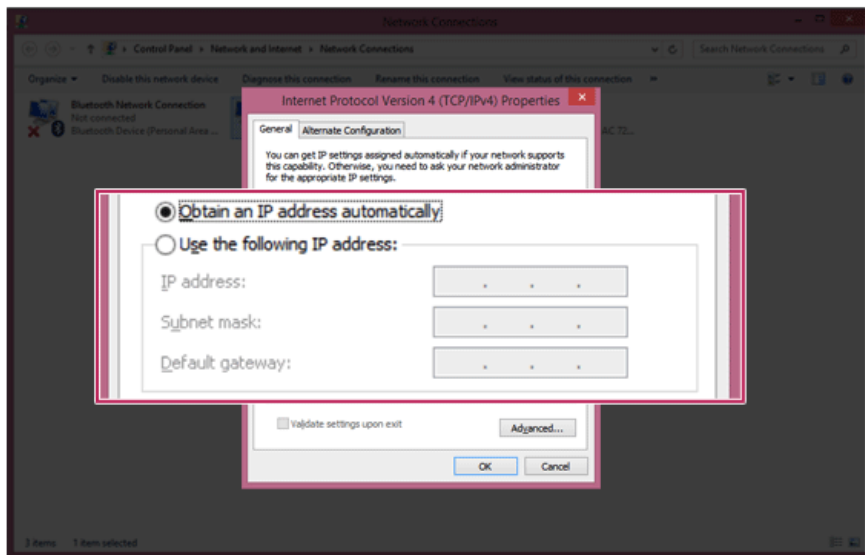 Network Connections
Control Panel › Network and Internet › Network Connections
Search Network Connections
Organize
Disable this network device
Diagnose this connection
Rename this connection
View status of this connection
»
Bluetooth Network Connection
Not connected
Bluetooth Device (Personal Area ...
AC 72...
Internet Protocol Version 4 (TCP/IPv4) Properties
General
Alternate Configuration
You can get IP settings assigned automatically if your network supports
this capability. Otherwise, you need to ask your network administrator
for the appropriate IP settings.
Obtain an IP address automatically
Use the following IP address:
IP address:
. . .
Subnet mask:
. . .
Default gateway:
. . .
Validate settings upon exit
Advanced...
OK
Cancel
3 items
1 item selected